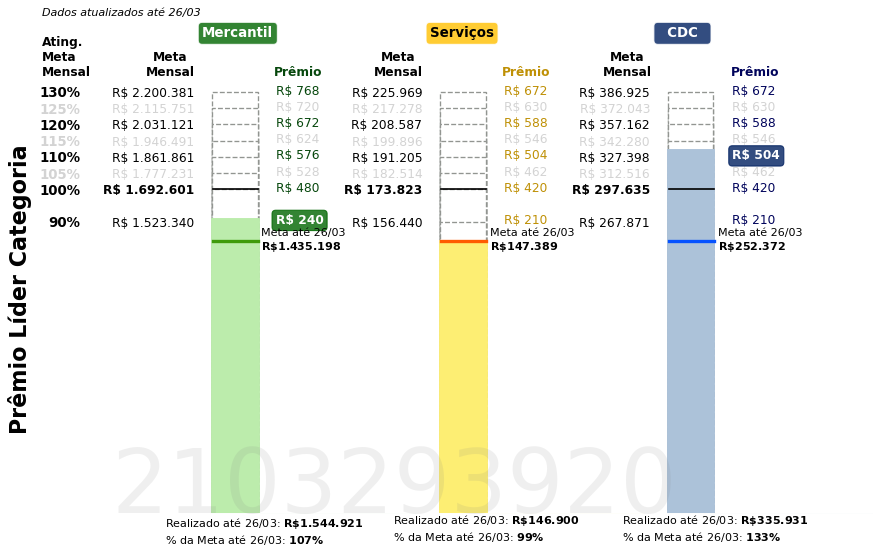 Dados atualizados até 26/03
Mercantil Serviços CDC
Ating. Meta Mensal
Meta Mensal Prêmio Meta Mensal Prêmio Meta Mensal Prêmio
130% R$ 2.200.381 R$ 768 R$ 225.969 R$ 672 R$ 386.925 R$ 672
125% R$ 2.115.751 R$ 720 R$ 217.278 R$ 630 R$ 372.043 R$ 630
120% R$ 2.031.121 R$ 672 R$ 208.587 R$ 588 R$ 357.162 R$ 588
115% R$ 1.946.491 R$ 624 R$ 199.896 R$ 546 R$ 342.280 R$ 546
110% R$ 1.861.861 R$ 576 R$ 191.205 R$ 504 R$ 327.398 R$ 504
105% R$ 1.777.231 R$ 528 R$ 182.514 R$ 462 R$ 312.516 R$ 462
100% R$ 1.692.601 R$ 480 R$ 173.823 R$ 420 R$ 297.635 R$ 420
90% R$ 1.523.340 R$ 240 R$ 156.440 R$ 210 R$ 267.871 R$ 210
Meta até 26/03 Meta até 26/03 Meta até 26/03
R$1.435.198 R$147.389 R$252.372
Prêmio Líder Categoria
2103293920
Realizado até 26/03: R$1.544.921 Realizado até 26/03: R$146.900 Realizado até 26/03: R$335.931
% da Meta até 26/03: 107% % da Meta até 26/03: 99% % da Meta até 26/03: 133%